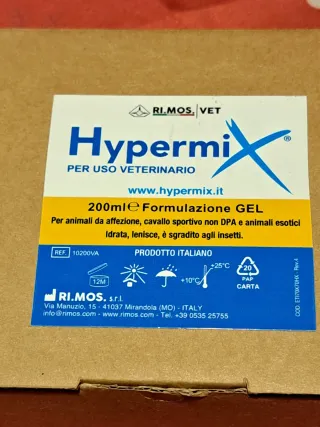 RI.MOS. VET
HypermiX®
PER USO VETERINARIO
www.hypermix.it
200ml ℮ Formulazione GEL
Per animali da affezione, cavallo sportivo non DPA e animali esotici
Idrata, lenisce, è sgradito agli insetti.
REF. 10200VA
PRODOTTO ITALIANO
12M
+10°C
+25°C
20
PAP
CARTA
RI.MOS. s.r.l.
Via Manuzio, 15 - 41037 Mirandola (MO) - ITALY
info@rimos.com - www.rimos.com - Tel. +39 0535 25755